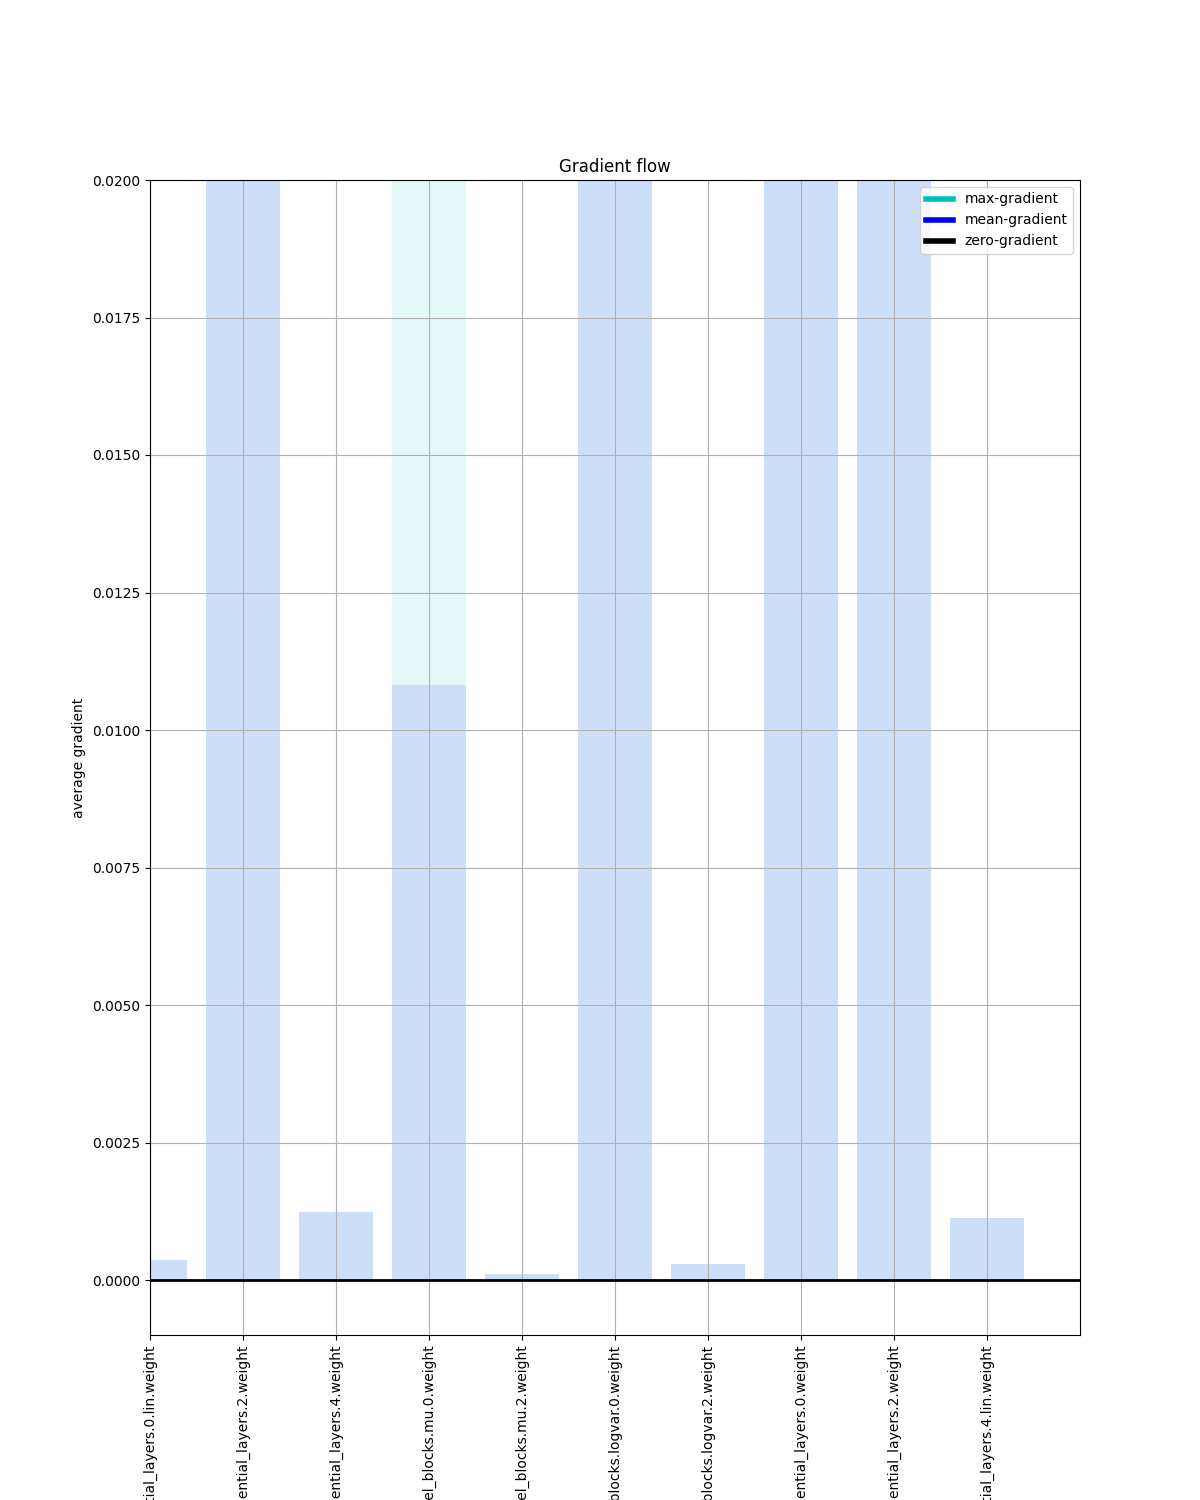 Gradient flow
max-gradient
mean-gradient
zero-gradient
average gradient
0.0200
0.0175
0.0150
0.0125
0.0100
0.0075
0.0050
0.0025
0.0000
tial_layers.0.lin.weight
ential_layers.2.weight
ential_layers.4.weight
el_blocks.mu.0.weight
el_blocks.mu.2.weight
blocks.logvar.0.weight
blocks.logvar.2.weight
ential_layers.0.weight
ential_layers.2.weight
tial_layers.4.lin.weight